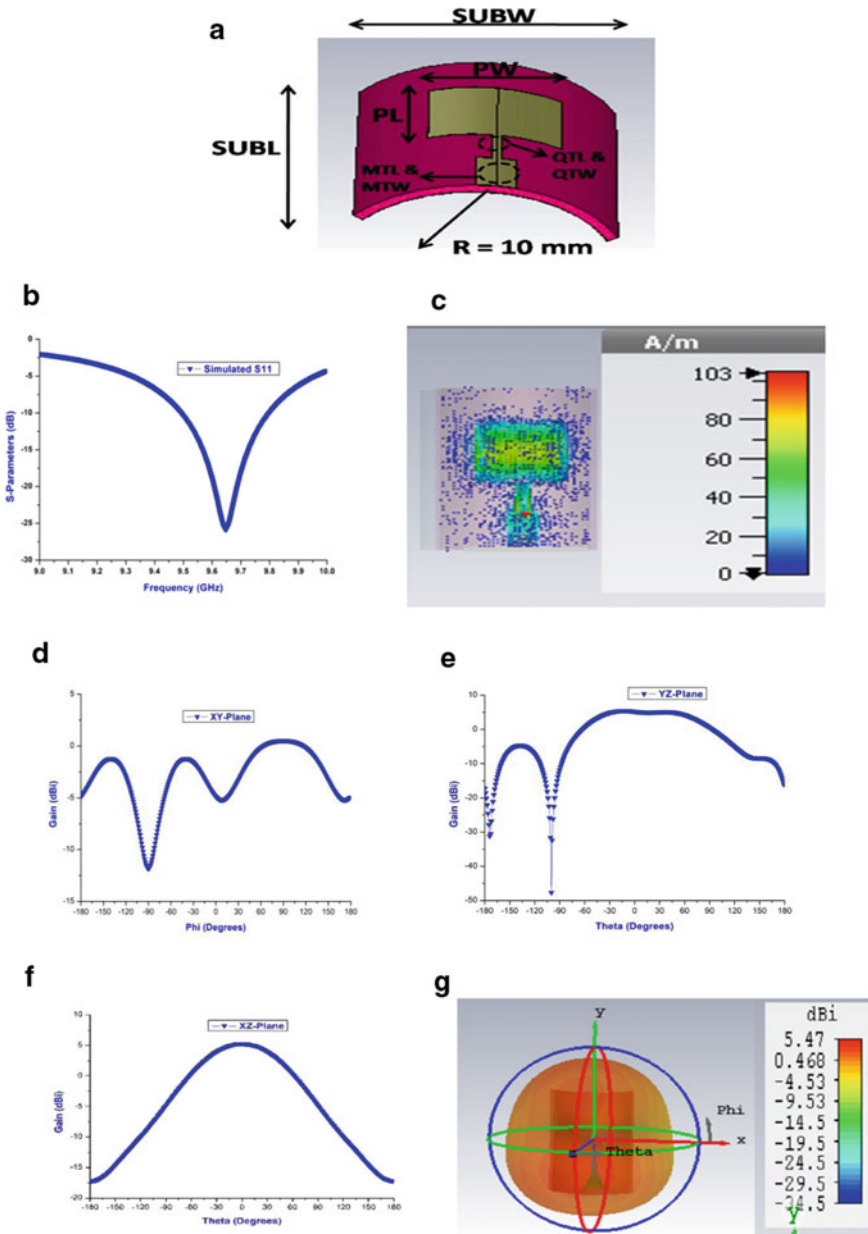 a
SUBW
PW
PL
SUBL
QTL &
QTW
MTL &
MTW
R = 10 mm
b
Simulated S11
S-Parameters (dB)
0
-5
-10
-15
-20
-25
-30
9.0 9.1 9.2 9.3 9.4 9.5 9.6 9.7 9.8 9.9 10.0
Frequency (GHz)
c
A/m
103
80
60
40
20
0
d
XY-Plane
Gain (dBi)
5
0
-5
-10
-15
-180 -150 -120 -90 -60 -30 0 30 60 90 120 150 180
Phi (Degrees)
e
YZ-Plane
Gain (dBi)
10
0
-10
-20
-30
-40
-50
-180 -150 -120 -90 -60 -30 0 30 60 90 120 150 180
Theta (Degrees)
f
XZ-Plane
Gain (dBi)
10
5
0
-5
-10
-15
-20
-180 -150 -120 -90 -60 -30 0 30 60 90 120 150 180
Theta (Degrees)
g
y
Phi
x
Theta
dBi
5.47
0.468
-4.53
-9.53
-14.5
-19.5
-24.5
-29.5
-34.5
y